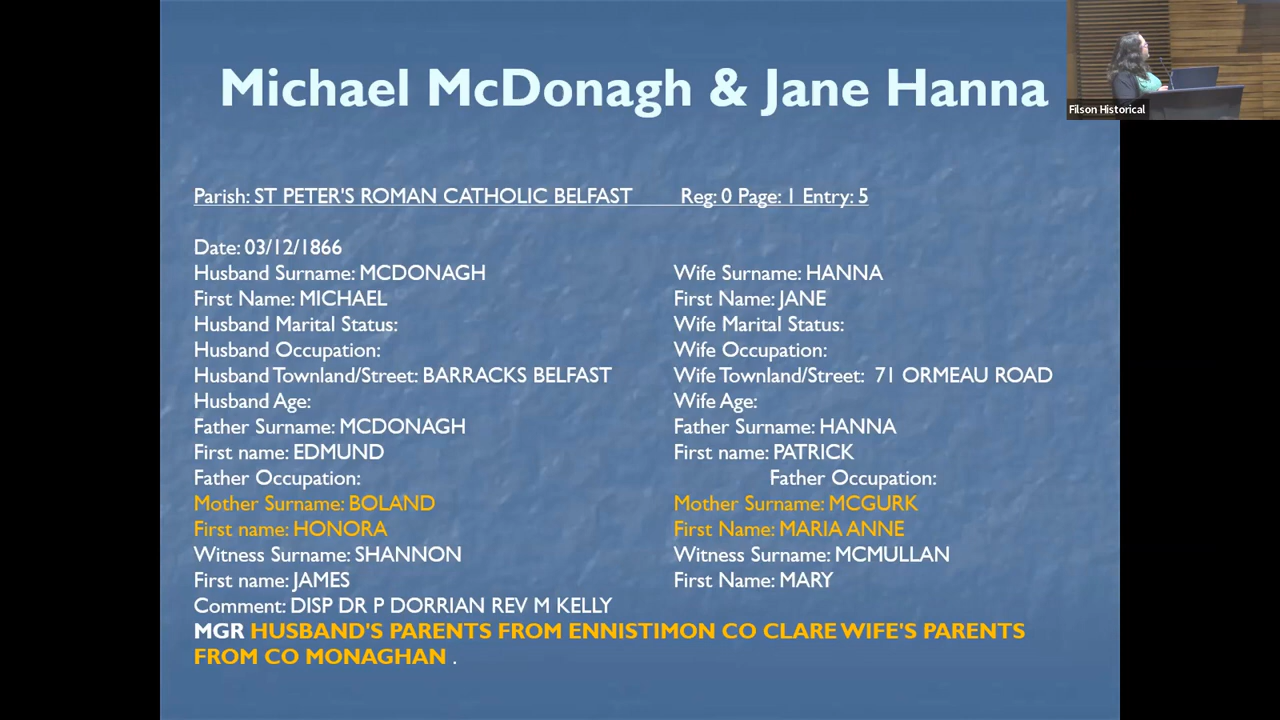 Michael McDonagh & Jane Hanna
Filson Historical
Parish: ST PETER'S ROMAN CATHOLIC BELFAST Reg: 0 Page: 1 Entry: 5
Date: 03/12/1866
Husband Surname: MCDONAGH Wife Surname: HANNA
First Name: MICHAEL First Name: JANE
Husband Marital Status: Wife Marital Status:
Husband Occupation: Wife Occupation:
Husband Townland/Street: BARRACKS BELFAST Wife Townland/Street: 71 ORMEAU ROAD
Husband Age: Wife Age:
Father Surname: MCDONAGH Father Surname: HANNA
First name: EDMUND First name: PATRICK
Father Occupation: Father Occupation:
Mother Surname: BOLAND Mother Surname: MCGURK
First name: HONORA First Name: MARIA ANNE
Witness Surname: SHANNON Witness Surname: MCMULLAN
First name: JAMES First Name: MARY
Comment: DISP DR P DORRIAN REV M KELLY
MGR HUSBAND'S PARENTS FROM ENNISTIMON CO CLARE WIFE'S PARENTS
FROM CO MONAGHAN .